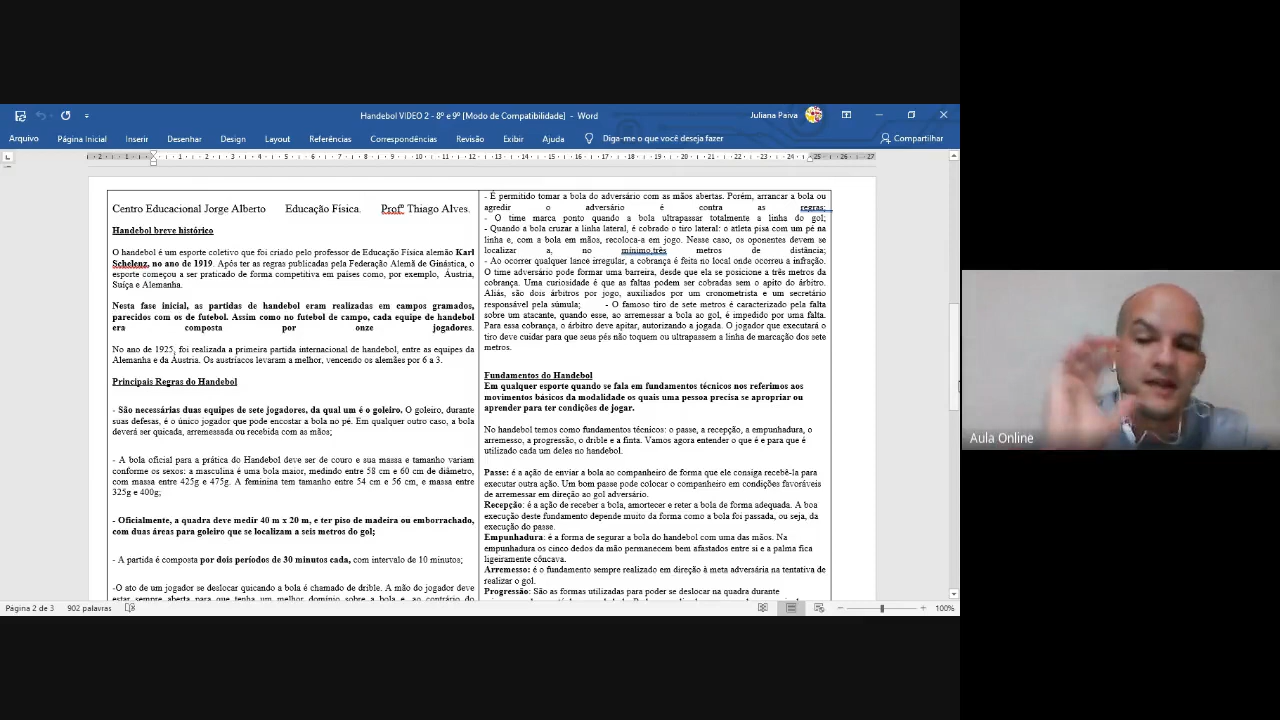 Handebol VIDEO 2 - 8º e 9º [Modo de Compatibilidade] - Word
Juliana Paiva
Arquivo Página Inicial Inserir Desenhar Design Layout Referências Correspondências Revisão Exibir Ajuda Diga-me o que você deseja fazer Compartilhar
Centro Educacional Jorge Alberto Educação Física. Profº Thiago Alves.
Handebol breve histórico
O handebol é um esporte coletivo que foi criado pelo professor de Educação Física alemão Karl
Schelenz, no ano de 1919. Após ter as regras publicadas pela Federação Alemã de Ginástica, o
esporte começou a ser praticado de forma competitiva em países como, por exemplo, Áustria,
Suíça e Alemanha.
Nesta fase inicial, as partidas de handebol eram realizadas em campos gramados,
parecidos com os de futebol. Assim como no futebol de campo, cada equipe de handebol
era composta por onze jogadores.
No ano de 1925, foi realizada a primeira partida internacional de handebol, entre as equipes da
Alemanha e da Áustria. Os austríacos levaram a melhor, vencendo os alemães por 6 a 3.
Principais Regras do Handebol
- São necessárias duas equipes de sete jogadores, da qual um é o goleiro. O goleiro, durante
suas defesas, é o único jogador que pode encostar a bola no pé. Em qualquer outro caso, a bola
deverá ser quicada, arremessada ou recebida com as mãos;
- A bola oficial para a prática do Handebol deve ser de couro e sua massa e tamanho variam
conforme os sexos: a masculina é uma bola maior, medindo entre 58 cm e 60 cm de diâmetro,
com massa entre 425g e 475g. A feminina tem tamanho entre 54 cm e 56 cm, e massa entre
325g e 400g;
- Oficialmente, a quadra deve medir 40 m x 20 m, e ter piso de madeira ou emborrachado,
com duas áreas para goleiro que se localizam a seis metros do gol;
- A partida é composta por dois períodos de 30 minutos cada, com intervalo de 10 minutos;
-O ato de um jogador se deslocar quicando a bola é chamado de drible. A mão do jogador deve
estar sempre aberta para que tenha um melhor domínio sobre a bola e, ao contrário do
- É permitido tomar a bola do adversário com as mãos abertas. Porém, arrancar a bola ou
agredir o adversário é contra as regras;
- O time marca ponto quando a bola ultrapassar totalmente a linha do gol;
- Quando a bola cruzar a linha lateral, é cobrado o tiro lateral: o atleta pisa com um pé na
linha e, com a bola em mãos, recoloca-a em jogo. Nesse caso, os oponentes devem se
localizar a, no mínimo,três metros de distância;
- Ao ocorrer qualquer lance irregular, a cobrança é feita no local onde ocorreu a infração.
O time adversário pode formar uma barreira, desde que ela se posicione a três metros da
cobrança. Uma curiosidade é que as faltas podem ser cobradas sem o apito do árbitro.
Aliás, são dois árbitros por jogo, auxiliados por um cronometrista e um secretário
responsável pela súmula; - O famoso tiro de sete metros é caracterizado pela falta
sobre um atacante, quando esse, ao arremessar a bola ao gol, é impedido por uma falta.
Para essa cobrança, o árbitro deve apitar, autorizando a jogada. O jogador que executará o
tiro deve cuidar para que seus pés não toquem ou ultrapassem a linha de marcação dos sete
metros.
Fundamentos do Handebol
Em qualquer esporte quando se fala em fundamentos técnicos nos referimos aos
movimentos básicos da modalidade os quais uma pessoa precisa se apropriar ou
aprender para ter condições de jogar.
No handebol temos como fundamentos técnicos: o passe, a recepção, a empunhadura, o
arremesso, a progressão, o drible e a finta. Vamos agora entender o que é e para que é
utilizado cada um deles no handebol.
Passe: é a ação de enviar a bola ao companheiro de forma que ele consiga recebê-la para
executar outra ação. Um bom passe pode colocar o companheiro em condições favoráveis
de arremessar em direção ao gol adversário.
Recepção: é a ação de receber a bola, amortecer e reter a bola de forma adequada. A boa
execução deste fundamento depende muito da forma como a bola foi passada, ou seja, da
execução do passe.
Empunhadura: é a forma de segurar a bola do handebol com uma das mãos. Na
empunhadura os cinco dedos da mão permanecem bem afastados entre si e a palma fica
ligeiramente côncava.
Arremesso: é o fundamento sempre realizado em direção à meta adversária na tentativa de
realizar o gol.
Progressão: São as formas utilizadas para poder se deslocar na quadra durante
Aula Online
Página 2 de 3 902 palavras 100%